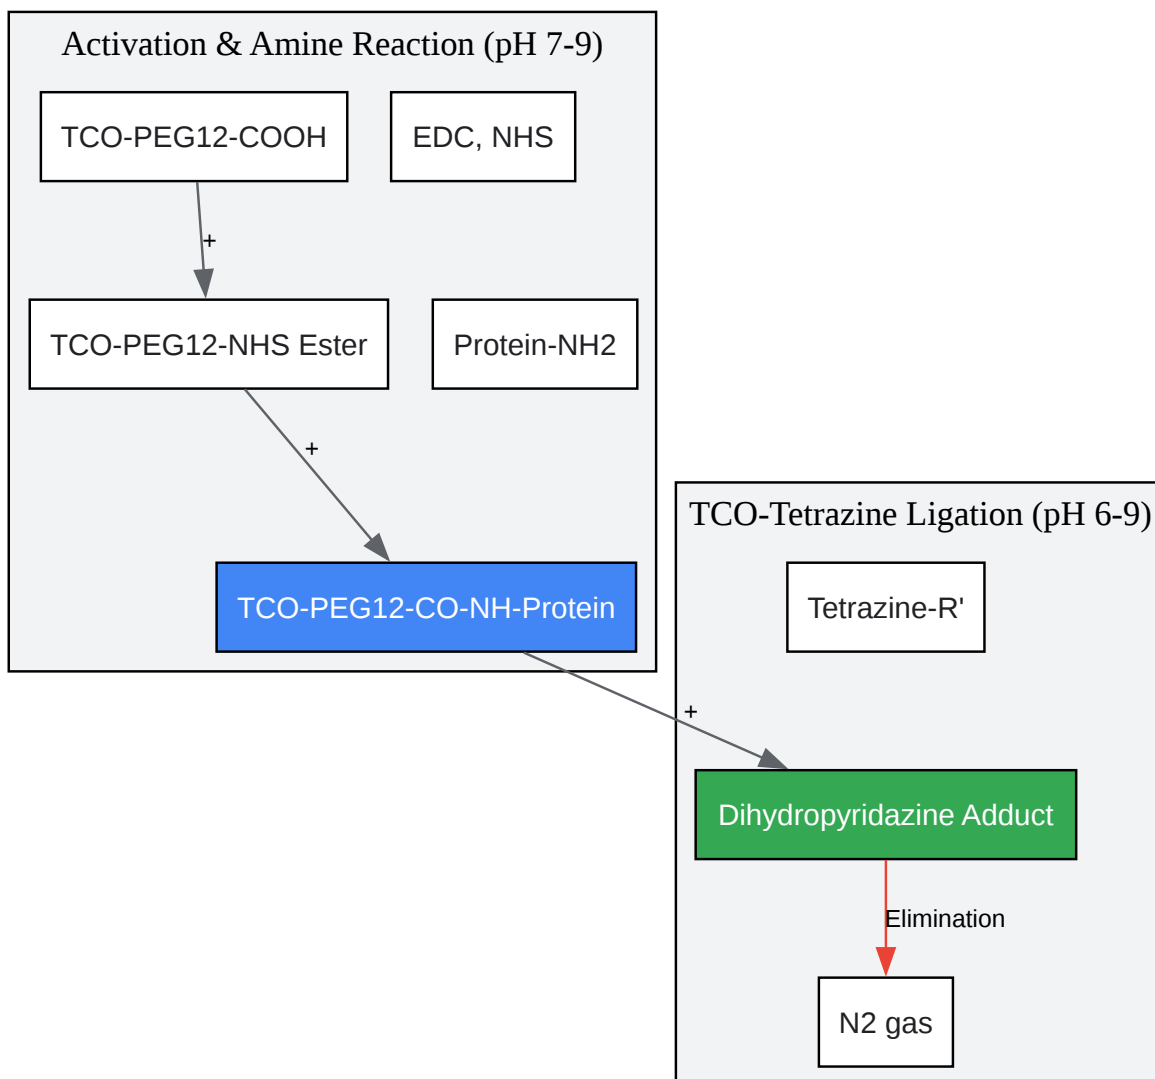 Activation & Amine Reaction (pH 7-9)
TCO-PEG12-COOH
EDC, NHS
+
TCO-PEG12-NHS Ester
Protein-NH2
+
TCO-PEG12-CO-NH-Protein
TCO-Tetrazine Ligation (pH 6-9)
Tetrazine-R'
+
Dihydropyridazine Adduct
Elimination
N2 gas